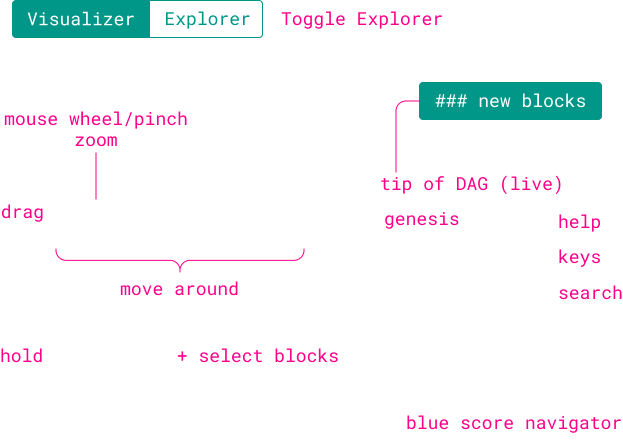 Visualizer Explorer Toggle Explorer
### new blocks
mouse wheel/pinch
zoom
tip of DAG (live)
drag
genesis
help
keys
move around
search
hold + select blocks
blue score navigator